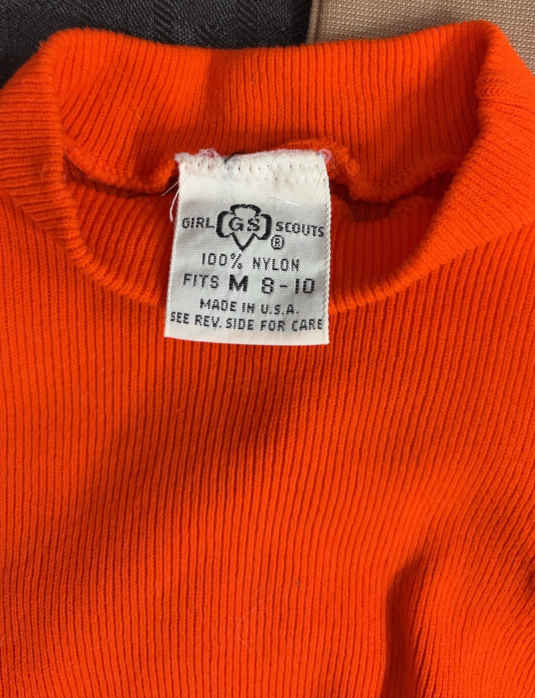 GIRL GS SCOUTS
®
100% NYLON
FITS M 8-10
MADE IN U.S.A.
SEE REV. SIDE FOR CARE